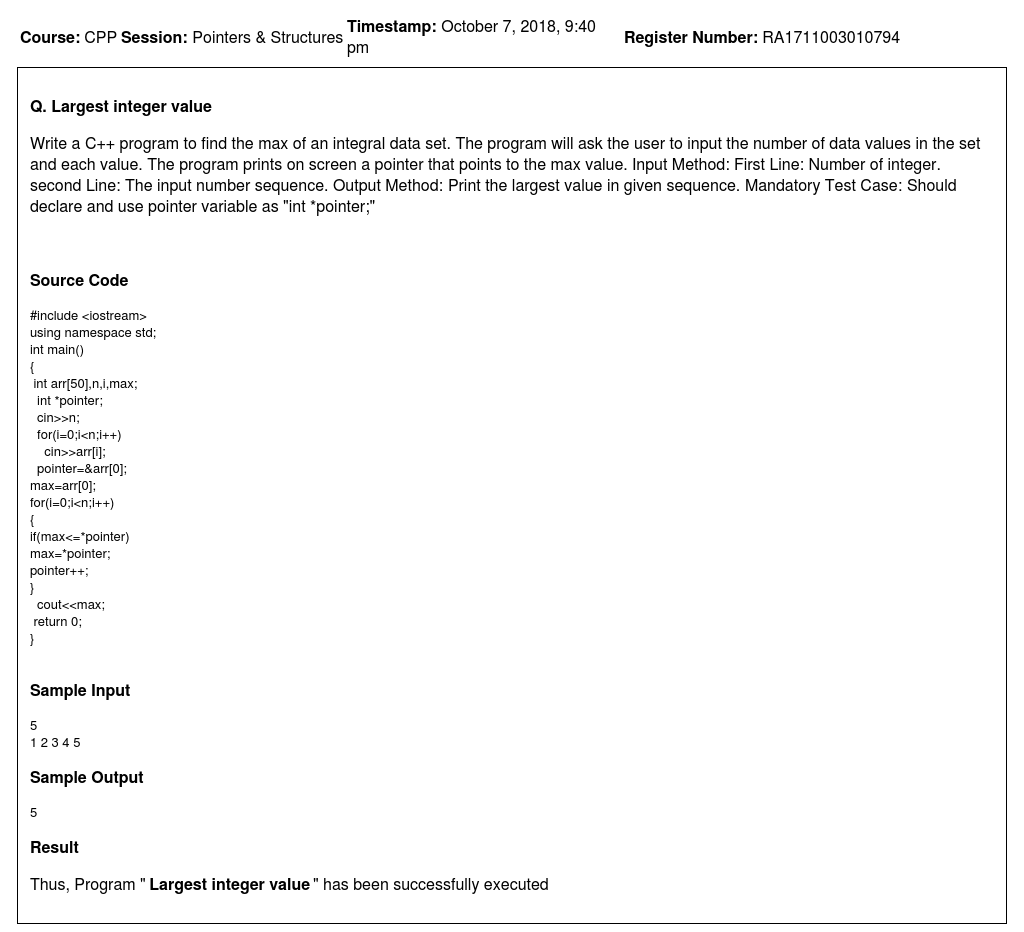 Course: CPP Session: Pointers & Structures Timestamp: October 7, 2018, 9:40
pm Register Number: RA1711003010794
Q. Largest integer value
Write a C++ program to find the max of an integral data set. The program will ask the user to input the number of data values in the set
and each value. The program prints on screen a pointer that points to the max value. Input Method: First Line: Number of integer.
second Line: The input number sequence. Output Method: Print the largest value in given sequence. Mandatory Test Case: Should
declare and use pointer variable as "int *pointer;"
Source Code
#include <iostream>
using namespace std;
int main()
{
 int arr[50],n,i,max;
  int *pointer;
  cin>>n;
  for(i=0;i<n;i++)
    cin>>arr[i];
  pointer=&arr[0];
max=arr[0];
for(i=0;i<n;i++)
{
if(max<=*pointer)
max=*pointer;
pointer++;
}
  cout<<max;
 return 0;
}
Sample Input
5
1 2 3 4 5
Sample Output
5
Result
Thus, Program " Largest integer value " has been successfully executed